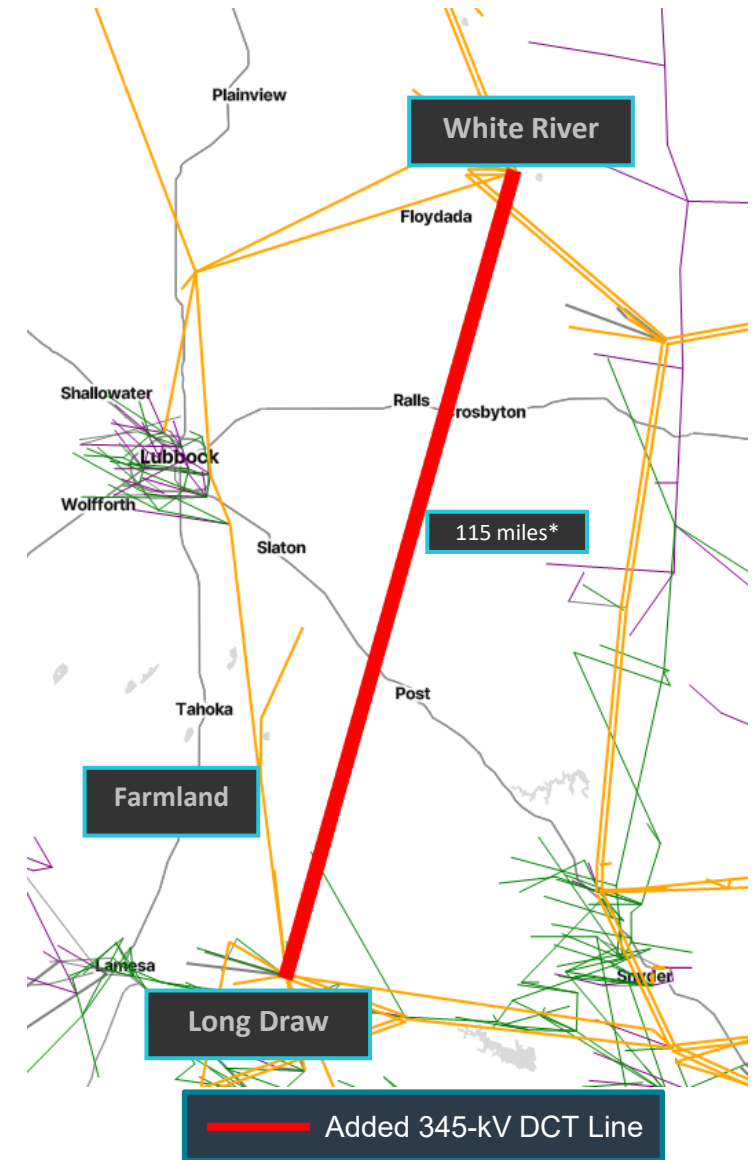 Plainview
White River
Floydada
Shallowater
Ralls
rosbyton
Lubbock
Wolfforth
115 miles*
Slaton
Post
Tahoka
Farmland
Lamesa
Snyder
Long Draw
Added 345-kV DCT Line